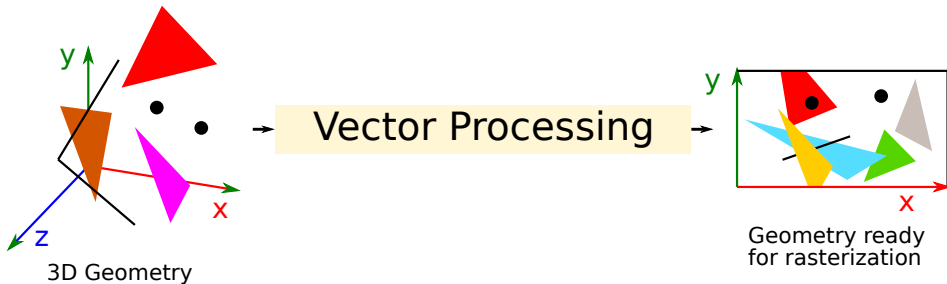 y
x
z
3D Geometry
Vector Processing
y
x
Geometry ready
for rasterization